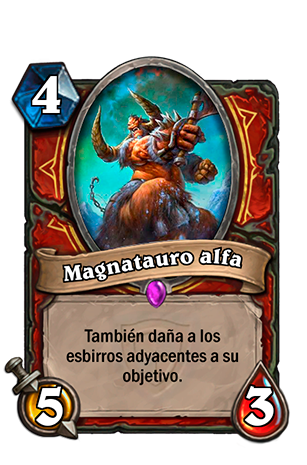 4
Magnatauro alfa
También daña a los
esbirros adyacentes a su
objetivo.
5
3